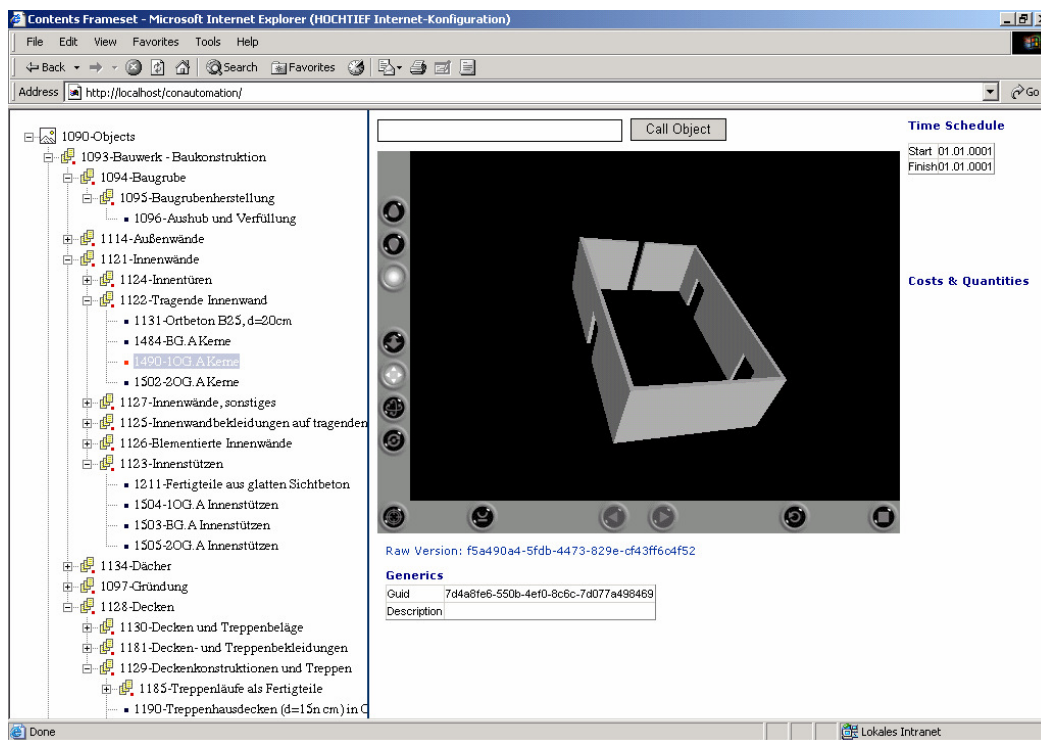 Contents Frameset - Microsoft Internet Explorer (HOCHTIEF Internet-Konfiguration)
File Edit View Favorites Tools Help
Back Search Favorites
Address http://localhost/conautomation/ Go
1090-Objects
1093-Bauwerk - Baukonstruktion
1094-Baugrube
1095-Baugrubenherstellung
1096-Aushub und Verfüllung
1114-Außenwände
1121-Innenwände
1124-Innentüren
1122-Tragende Innenwand
1131-Ortbeton B25, d=20cm
1484-BG.A Kerne
1490-1OG.A Kerne
1502-2OG.A Kerne
1127-Innenwände, sonstiges
1125-Innenwandbekleidungen auf tragenden
1126-Elementierte Innenwände
1123-Innenstützen
1211-Fertigteile aus glatten Sichtbeton
1504-1OG.A Innenstützen
1503-EG.A Innenstützen
1505-2OG.A Innenstützen
1134-Dächer
1097-Gründung
1128-Decken
1130-Decken und Treppenbeläge
1181-Decken- und Treppenbekleidungen
1129-Deckenkonstruktionen und Treppen
1185-Treppenläufe als Fertigteile
1190-Treppenhausdecken (d=15n cm) in
Call Object
Raw Version: f5a490a4-5fdb-4473-829e-cf43ff6c4f52
Generics
Guid 7d4a8fe6-550b-4ef0-8c6c-7d077a498469
Description
Time Schedule
Start 01.01.0001
Finish 01.01.0001
Costs & Quantities
Done Lokales Intranet